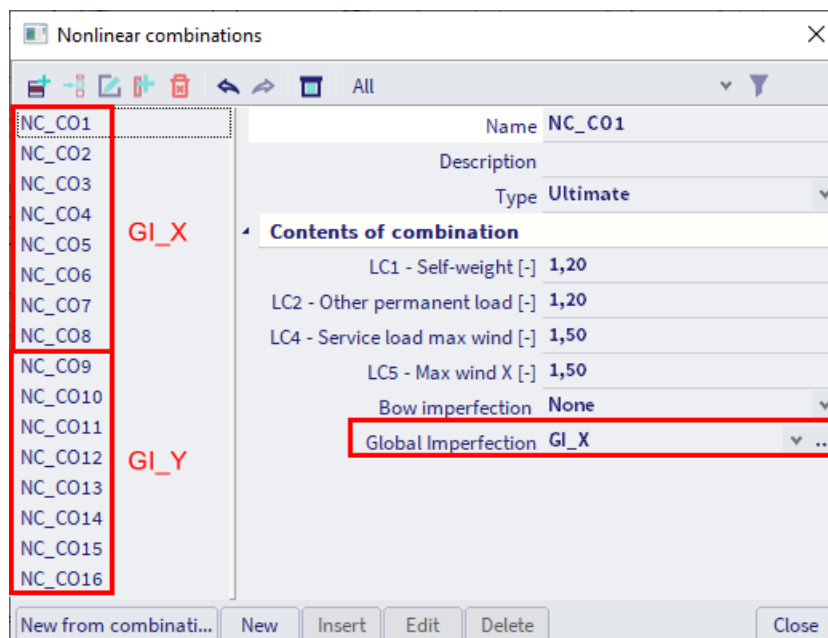 Nonlinear combinations
All
NC_CO1
NC_CO2
NC_CO3
NC_CO4
NC_CO5
NC_CO6
NC_CO7
NC_CO8
NC_CO9
NC_CO10
NC_CO11
NC_CO12
NC_CO13
NC_CO14
NC_CO15
NC_CO16
GI_X
GI_Y
Name NC_CO1
Description
Type Ultimate
Contents of combination
LC1 - Self-weight [-] 1,20
LC2 - Other permanent load [-] 1,20
LC4 - Service load max wind [-] 1,50
LC5 - Max wind X [-] 1,50
Bow imperfection None
Global Imperfection GI_X ..
New from combinati... New Insert Edit Delete Close